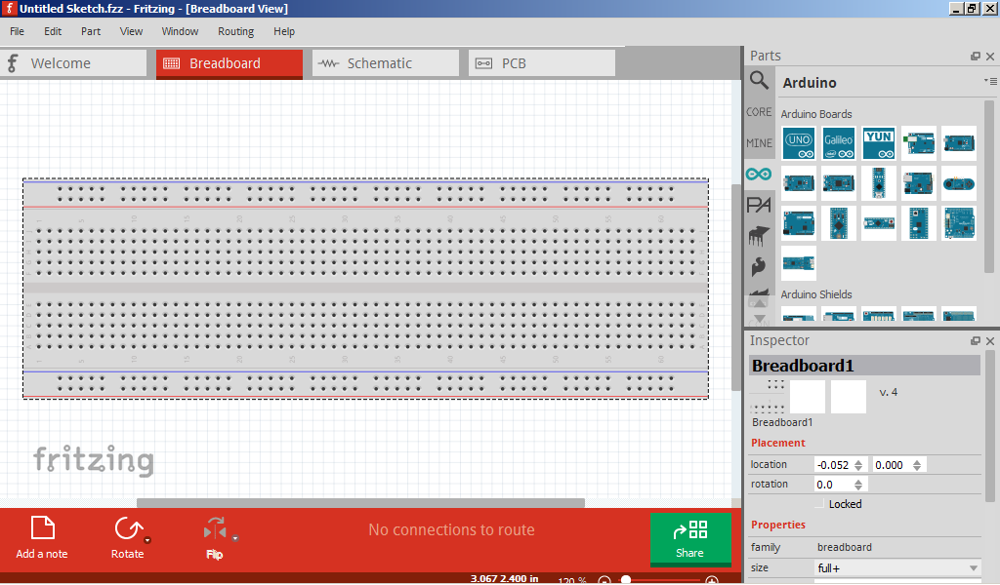 Untitled Sketch.fzz - Fritzing - [Breadboard View]
File Edit Part View Window Routing Help
Welcome Breadboard Schematic PCB
Parts
CORE
MINE
Arduino
Arduino Boards
UNO Galileo YUN
PA
Arduino Shields
fritzing
Inspector
Breadboard1
v. 4
Breadboard1
Placement
location -0.052 0.000
rotation 0.0
Locked
Properties
family breadboard
size full+
Add a note Rotate Flip
No connections to route
Share
3.067 2.400 in 120 %